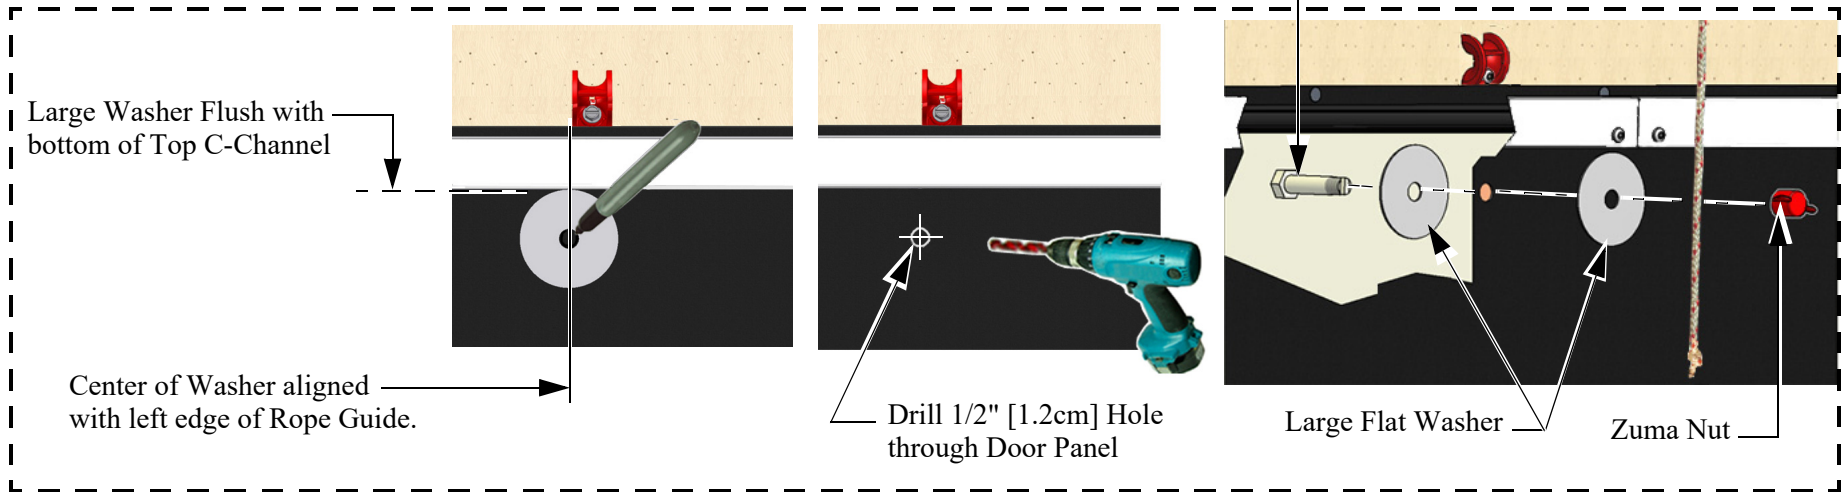 Large Washer Flush with
bottom of Top C-Channel
Center of Washer aligned
with left edge of Rope Guide.
Drill 1/2" [1.2cm] Hole
through Door Panel
Large Flat Washer
Zuma Nut